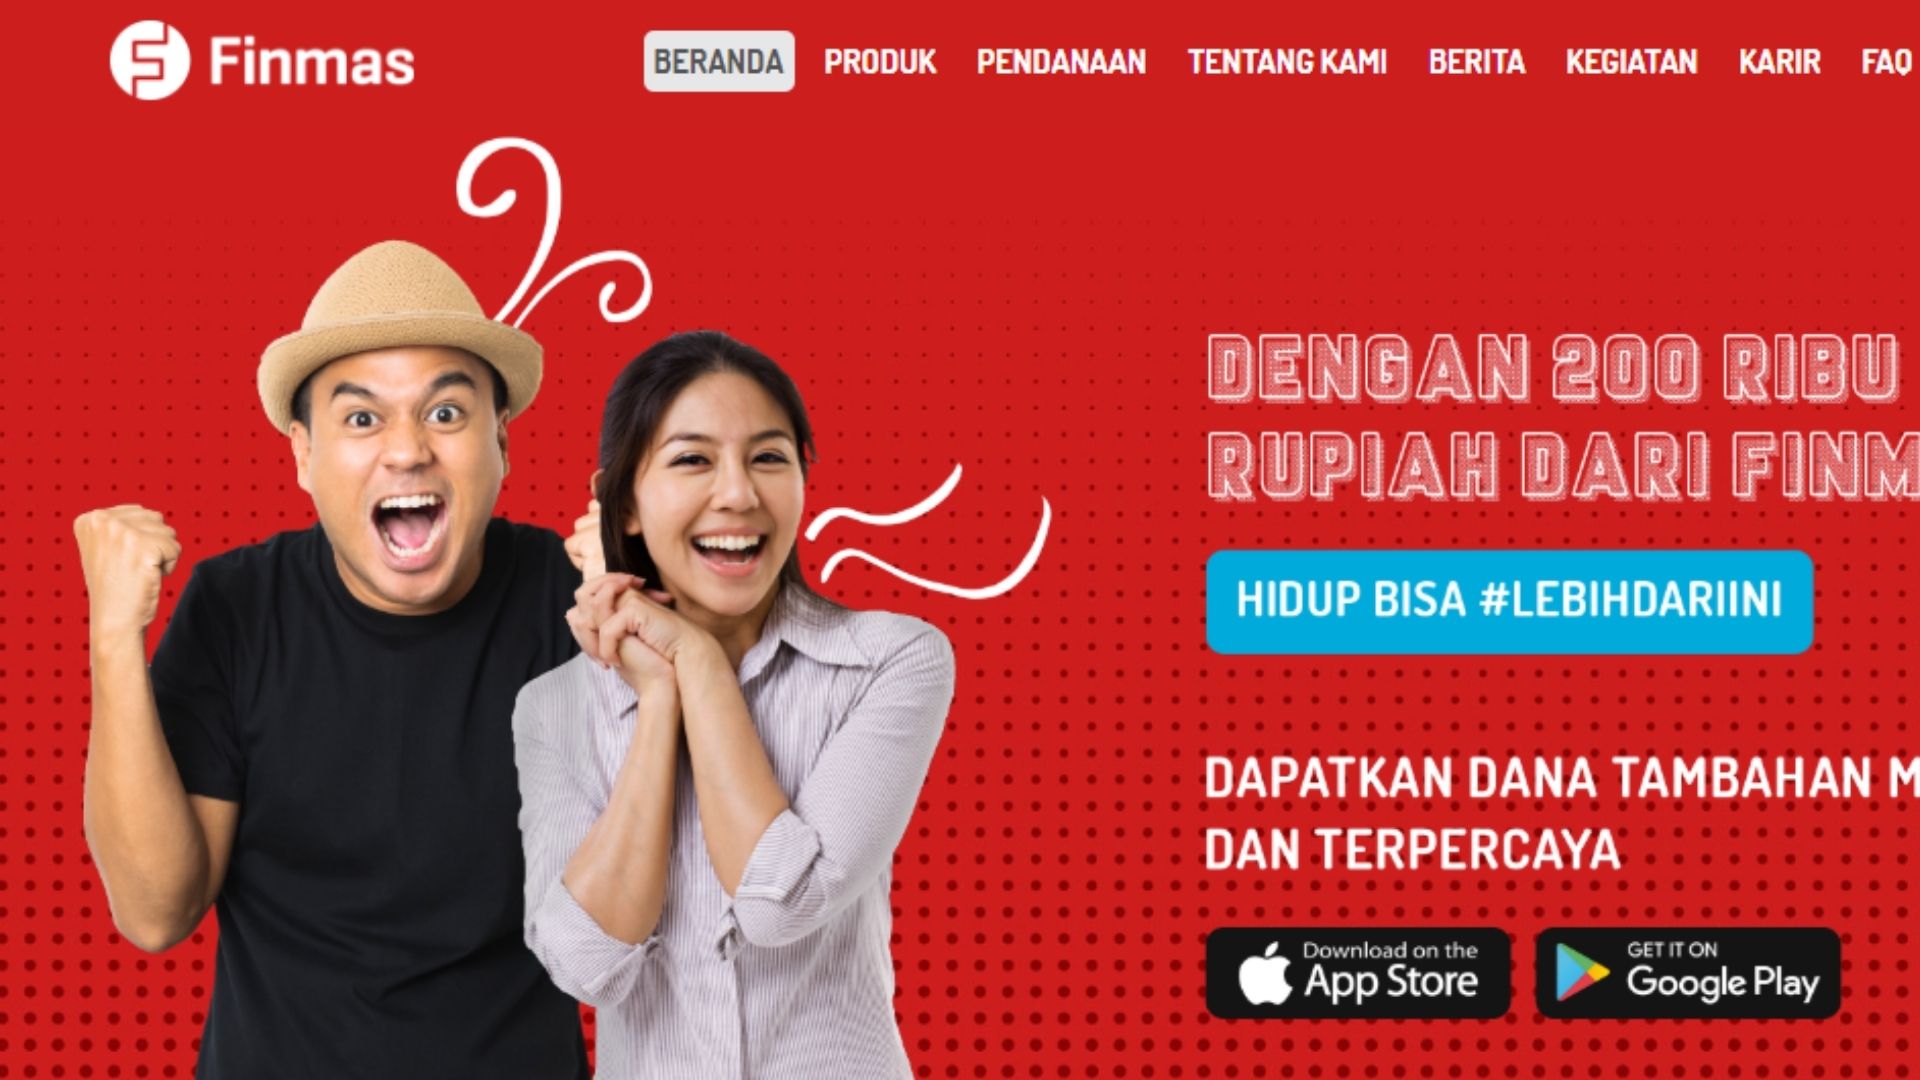 Finmas
BERANDA PRODUK PENDANAAN TENTANG KAMI BERITA KEGIATAN KARIR FAQ
DENGAN 200 RIBU
RUPIAH DARI FINM
HIDUP BISA #LEBIHDARIINI
DAPATKAN DANA TAMBAHAN M
DAN TERPERCAYA
Download on the
App Store
GET IT ON
Google Play